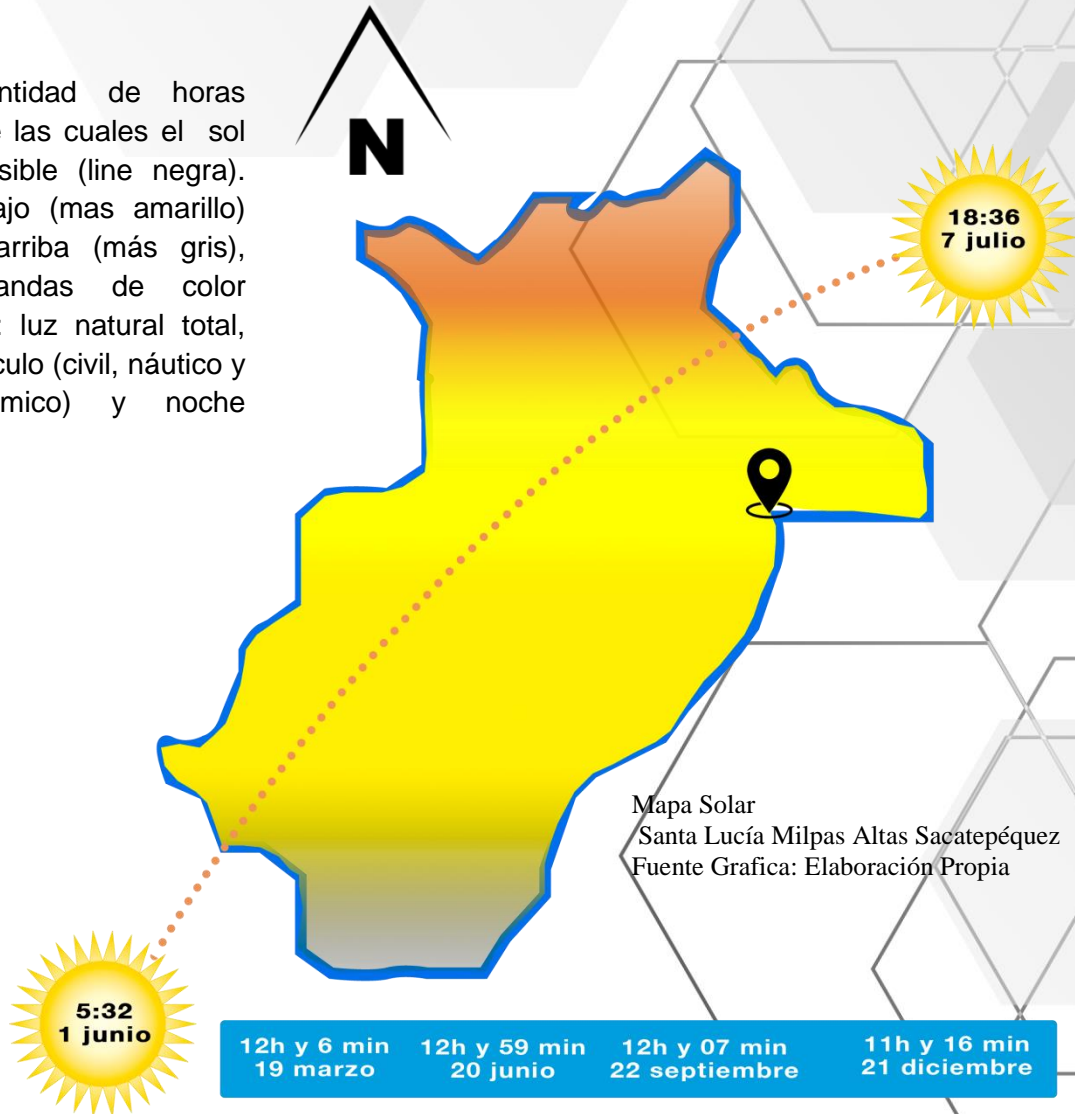 ntidad de horas
e las cuales el sol
sible (line negra).
ajo (mas amarillo)
arriba (más gris),
andas de color
: luz natural total,
culo (civil, náutico y
mico) y noche
N
18:36
7 julio
Mapa Solar
Santa Lucía Milpas Altas Sacatepéquez
Fuente Grafica: Elaboración Propia
5:32
1 junio
12h y 6 min 12h y 59 min 12h y 07 min 11h y 16 min
19 marzo 20 junio 22 septiembre 21 diciembre